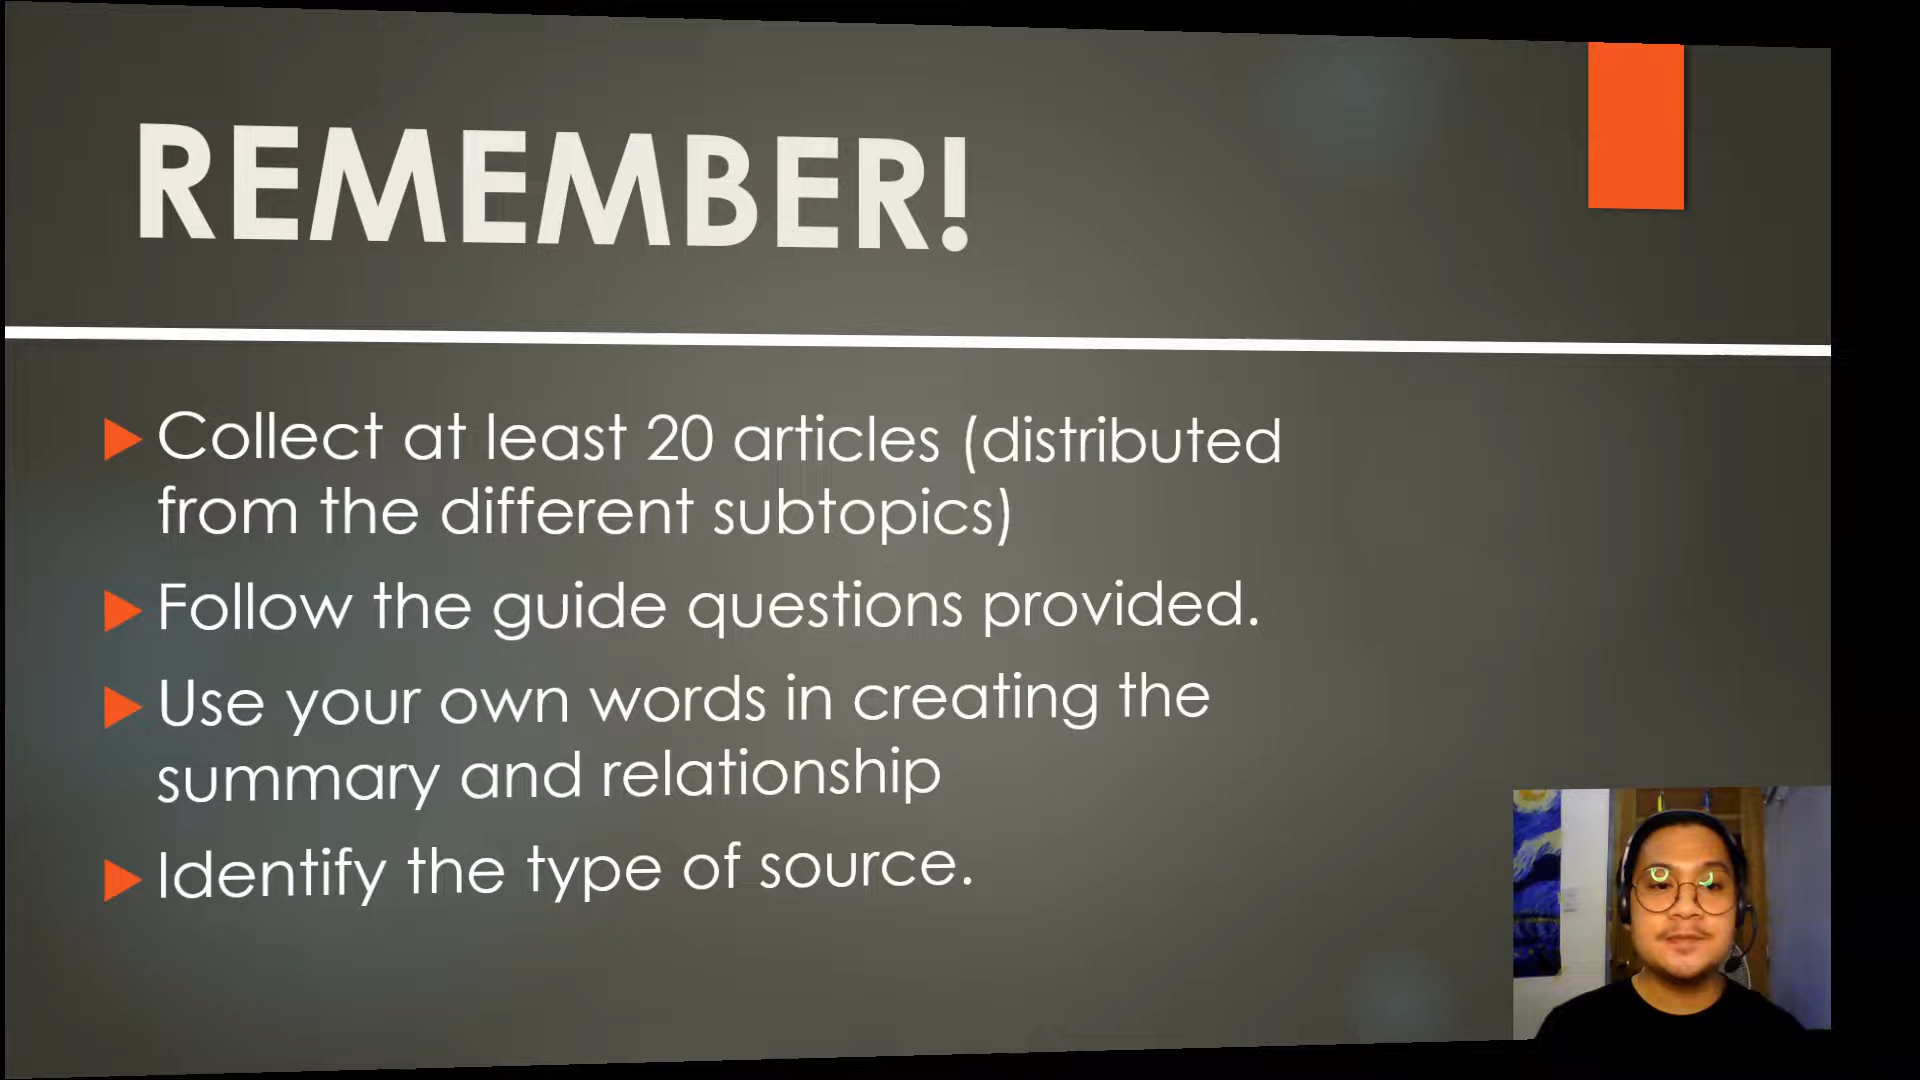 REMEMBER!
Collect at least 20 articles (distributed
from the different subtopics)
Follow the guide questions provided.
Use your own words in creating the
summary and relationship
Identify the type of source.